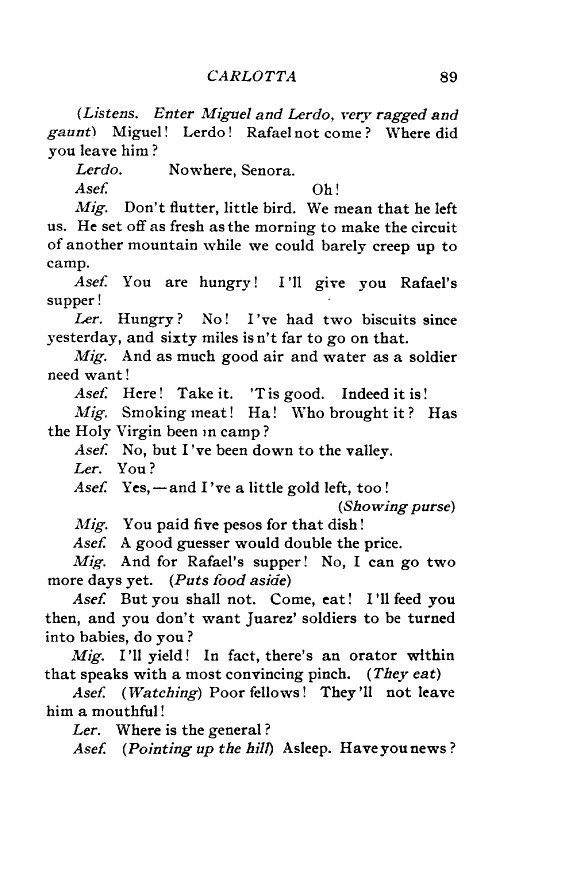 CARLOTTA 89
(Listens. Enter Miguel and Lerdo, very ragged and
gaunt) Miguel! Lerdo! Rafael not come? Where did
you leave him?
Lerdo. Nowhere, Senora.
Asef. Oh!
Mig. Don't flutter, little bird. We mean that he left
us. He set off as fresh as the morning to make the circuit
of another mountain while we could barely creep up to
camp.
Asef. You are hungry! I'll give you Rafael's
supper!
Ler. Hungry? No! I've had two biscuits since
yesterday, and sixty miles isn't far to go on that.
Mig. And as much good air and water as a soldier
need want!
Asef. Here! Take it. 'Tis good. Indeed it is!
Mig. Smoking meat! Ha! Who brought it? Has
the Holy Virgin been in camp?
Asef. No, but I've been down to the valley.
Ler. You?
Asef. Yes,—and I've a little gold left, too!
(Showing purse)
Mig. You paid five pesos for that dish!
Asef. A good guesser would double the price.
Mig. And for Rafael's supper! No, I can go two
more days yet. (Puts food aside)
Asef. But you shall not. Come, eat! I'll feed you
then, and you don't want Juarez' soldiers to be turned
into babies, do you?
Mig. I'll yield! In fact, there's an orator within
that speaks with a most convincing pinch. (They eat)
Asef. (Watching) Poor fellows! They'll not leave
him a mouthful!
Ler. Where is the general?
Asef. (Pointing up the hill) Asleep. Have you news?